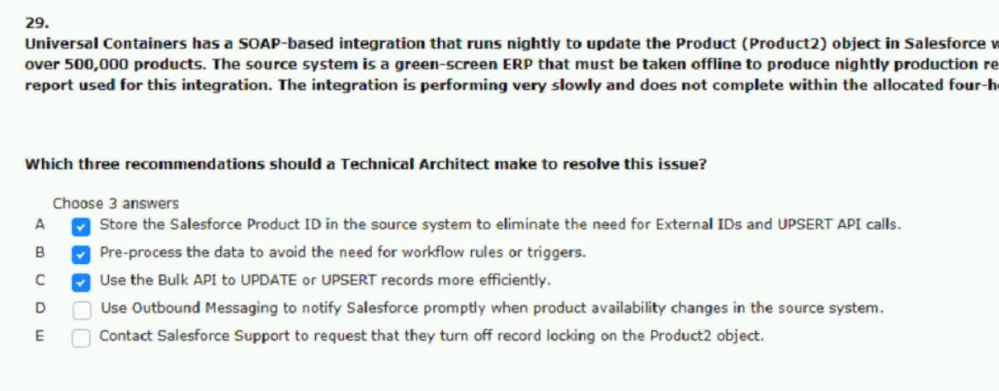 29.
Universal Containers has a SOAP-based integration that runs nightly to update the Product (Product2) object in Salesforce
over 500,000 products. The source system is a green-screen ERP that must be taken offline to produce nightly production
report used for this integration. The integration is performing very slowly and does not complete within the allocated
Which three recommendations should a Technical Architect make to resolve this issue?
Choose 3 answers
A Store the Salesforce Product ID in the source system to eliminate the need for External IDs and UPSERT API calls.
B Pre-process the data to avoid the need for workflow rules or triggers.
C Use the Bulk API to UPDATE or UPSERT records more efficiently.
D Use Outbound Messaging to notify Salesforce promptly when product availability changes in the source system.
E Contact Salesforce Support to request that they turn off record locking on the Product2 object.